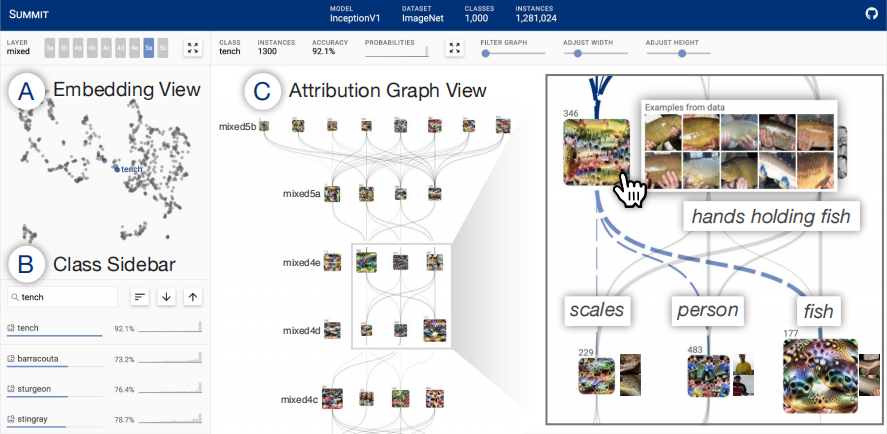 SUMMIT
MODEL
InceptionV1
DATASET
ImageNet
CLASSES
1,000
INSTANCES
1,281,024
LAYER
mixed
3a 3b 4a 4b 4c 4d 4e 5a 5b
CLASS
tench
INSTANCES
1300
ACCURACY
92.1%
PROBABILITIES
FILTER GRAPH
ADJUST WIDTH
ADJUST HEIGHT
A Embedding View
tench
B Class Sidebar
tench
tench 92.1%
barracouta 73.2%
sturgeon 76.4%
stingray 78.7%
C Attribution Graph View
mixed5b
mixed5a
mixed4e
mixed4d
mixed4c
346
Examples from data
hands holding fish
scales
person
fish
229
483
177